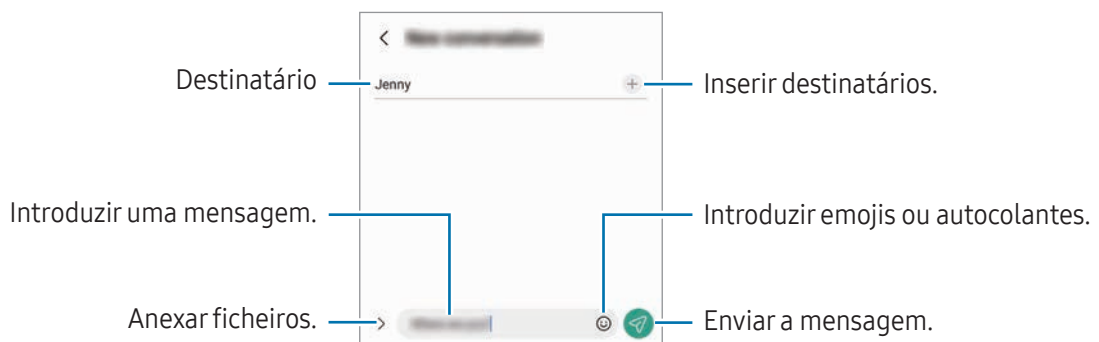 Destinatário
Jenny
Inserir destinatários.
Introduzir uma mensagem.
Introduzir emojis ou autocolantes.
Anexar ficheiros.
Enviar a mensagem.